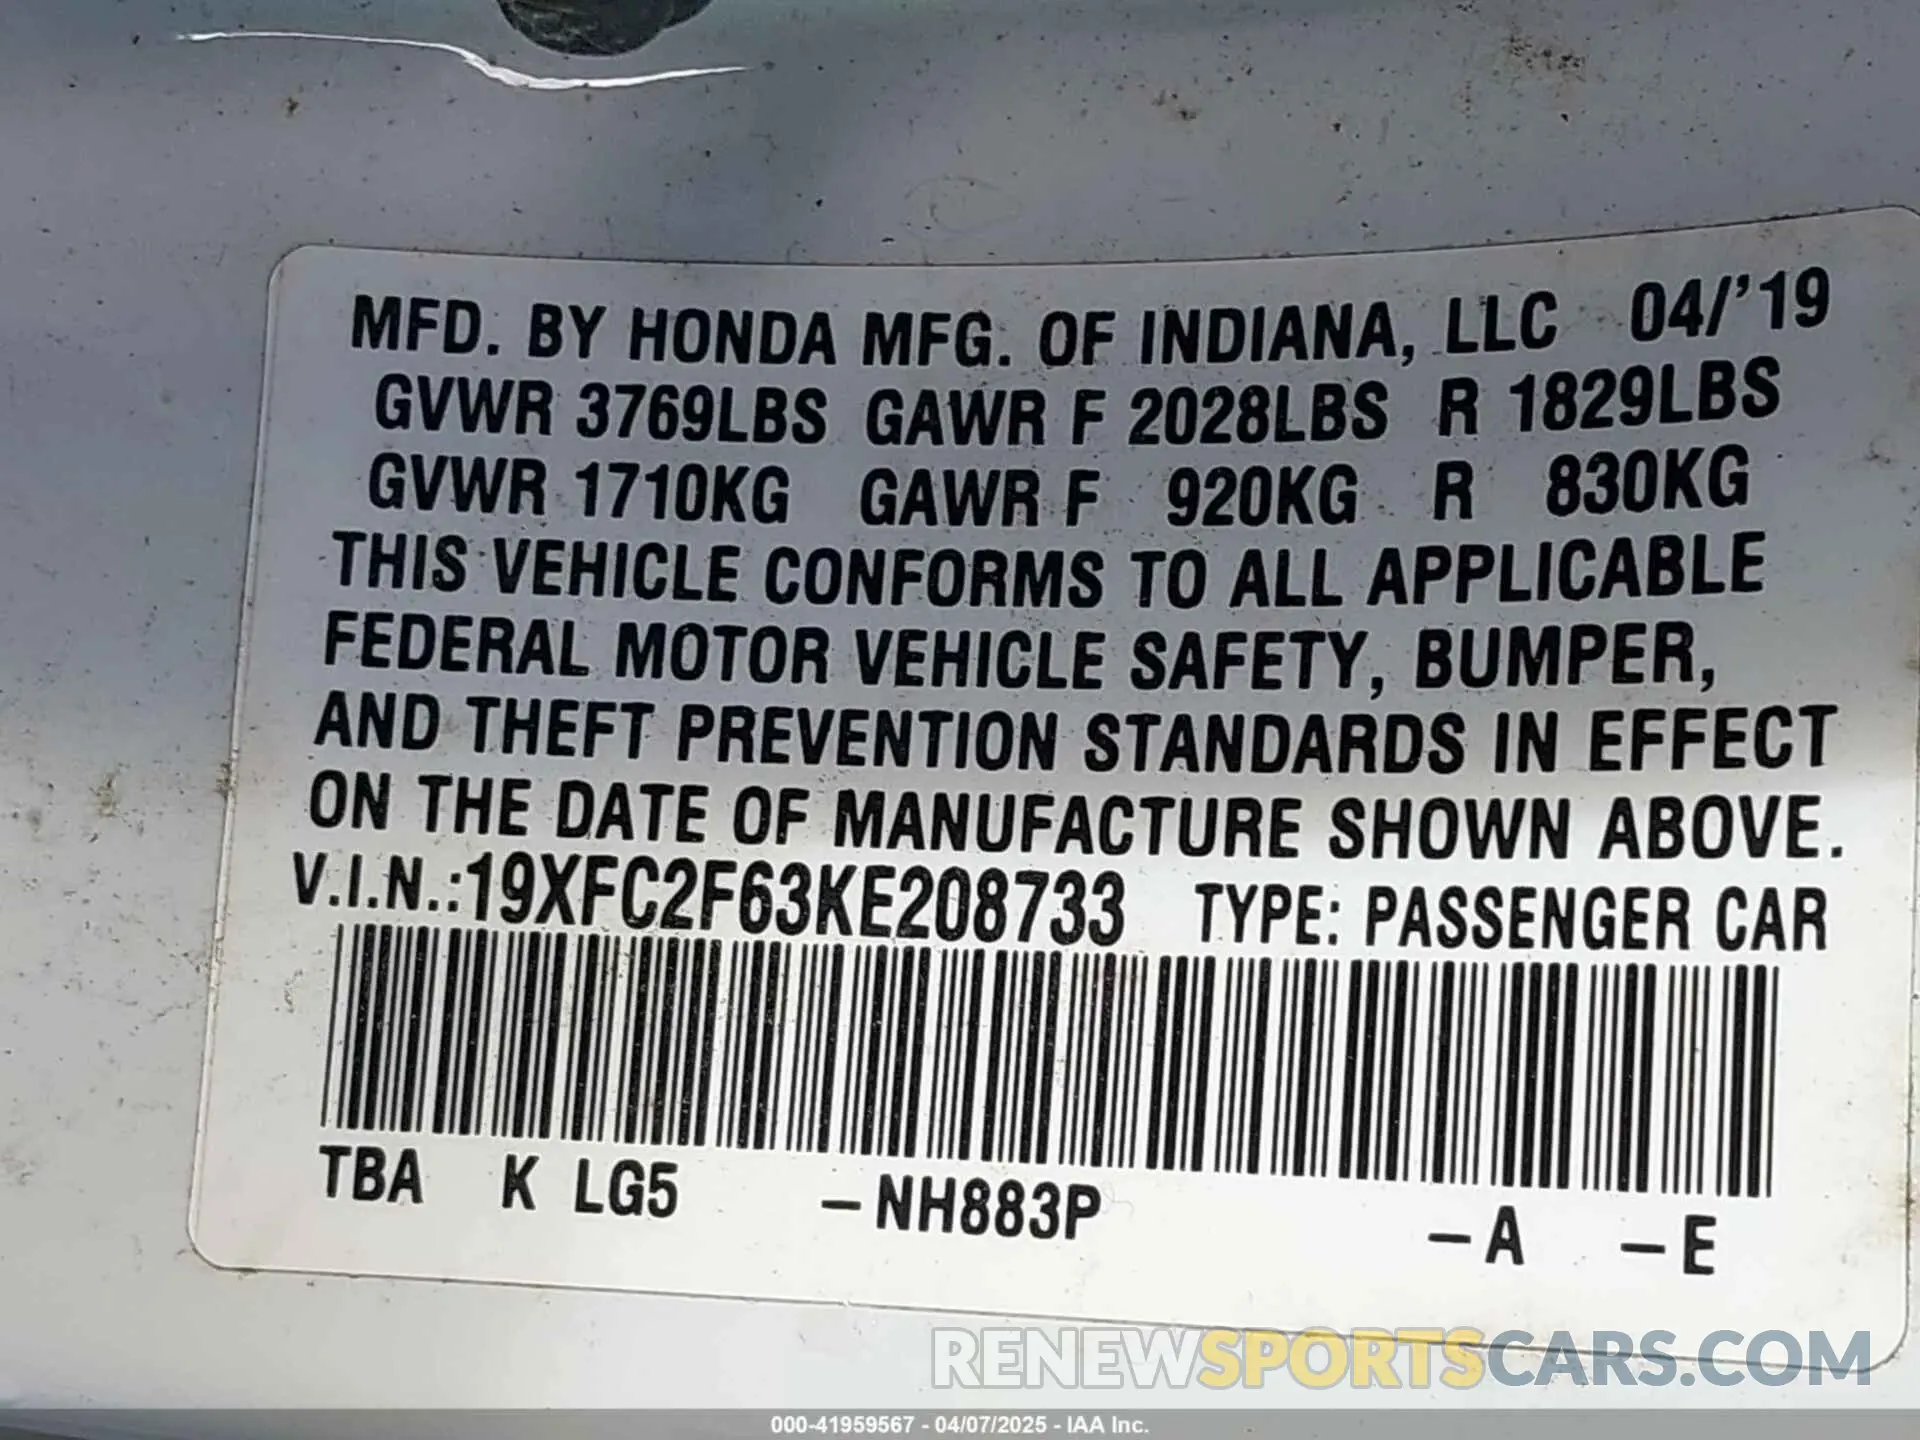 MFD. BY HONDA MFG. OF INDIANA, LLC 04/'19
GVWR 3769LBS GAWR F 2028LBS R 1829LBS
GVWR 1710KG GAWR F 920KG R 830KG
THIS VEHICLE CONFORMS TO ALL APPLICABLE
FEDERAL MOTOR VEHICLE SAFETY, BUMPER,
AND THEFT PREVENTION STANDARDS IN EFFECT
ON THE DATE OF MANUFACTURE SHOWN ABOVE.
V.I.N.:19XFC2F63KE208733 TYPE: PASSENGER CAR
TBA K LG5 -NH883P -A -E
RENEWSPORTSCARS.COM
000-41959567 - 04/07/2025 - IAA Inc.